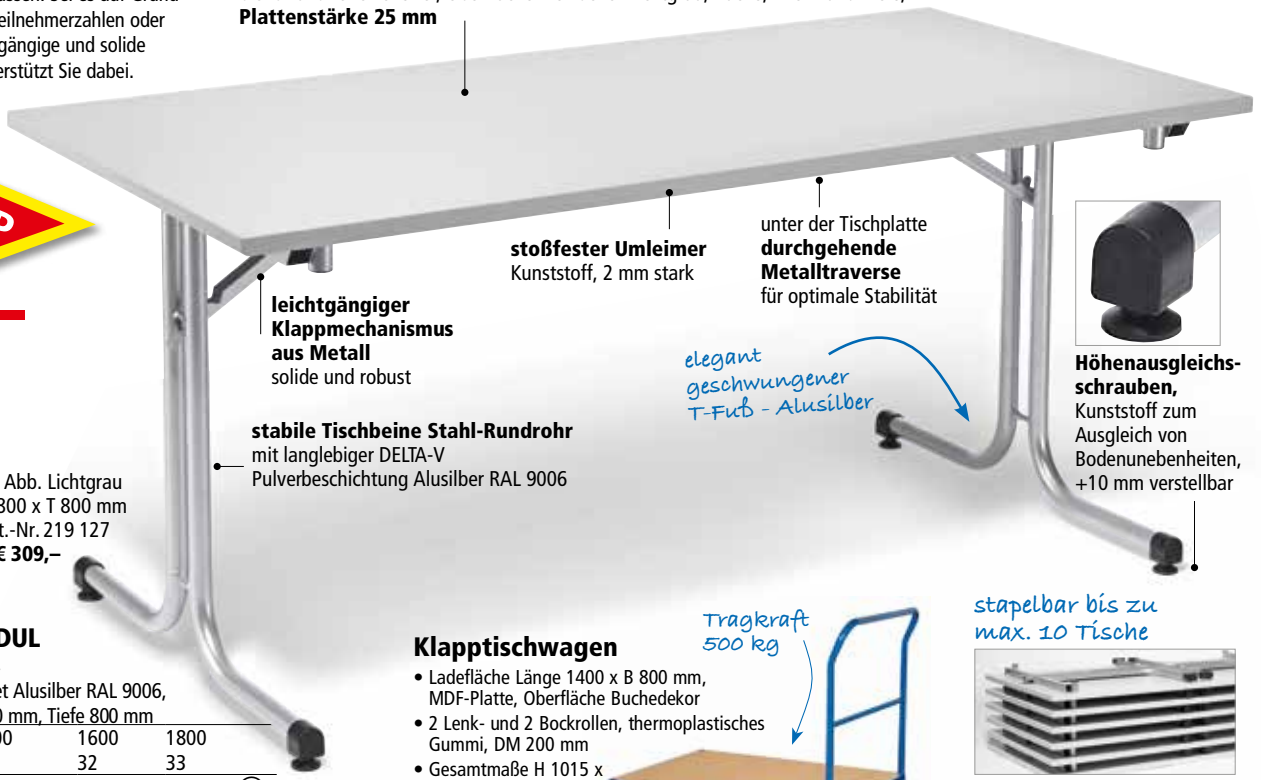 eilnehmerzahlen oder
gängige und solide
erstützt Sie dabei.
Plattenstärke 25 mm
stoßfester Umleimer
Kunststoff, 2 mm stark
unter der Tischplatte
durchgehende
Metalltraverse
für optimale Stabilität
leichtgängiger
Klappmechanismus
aus Metall
solide und robust
elegant
geschwungener
T-Fuß - Alusilber
Höhenausgleichs-
schrauben,
Kunststoff zum
Ausgleich von
Bodenunebenheiten,
+10 mm verstellbar
stabile Tischbeine Stahl-Rundrohr
mit langlebiger DELTA-V
Pulverbeschichtung Alusilber RAL 9006
Abb. Lichtgrau
800 x T 800 mm
t.-Nr. 219 127
€ 309,–
DUL
et Alusilber RAL 9006,
0 mm, Tiefe 800 mm
00 1600 1800
32 33
Klapptischwagen
• Ladefläche Länge 1400 x B 800 mm,
MDF-Platte, Oberfläche Buchedekor
• 2 Lenk- und 2 Bockrollen, thermoplastisches
Gummi, DM 200 mm
• Gesamtmaße H 1015 x
Tragkraft
500 kg
stapelbar bis zu
max. 10 Tische